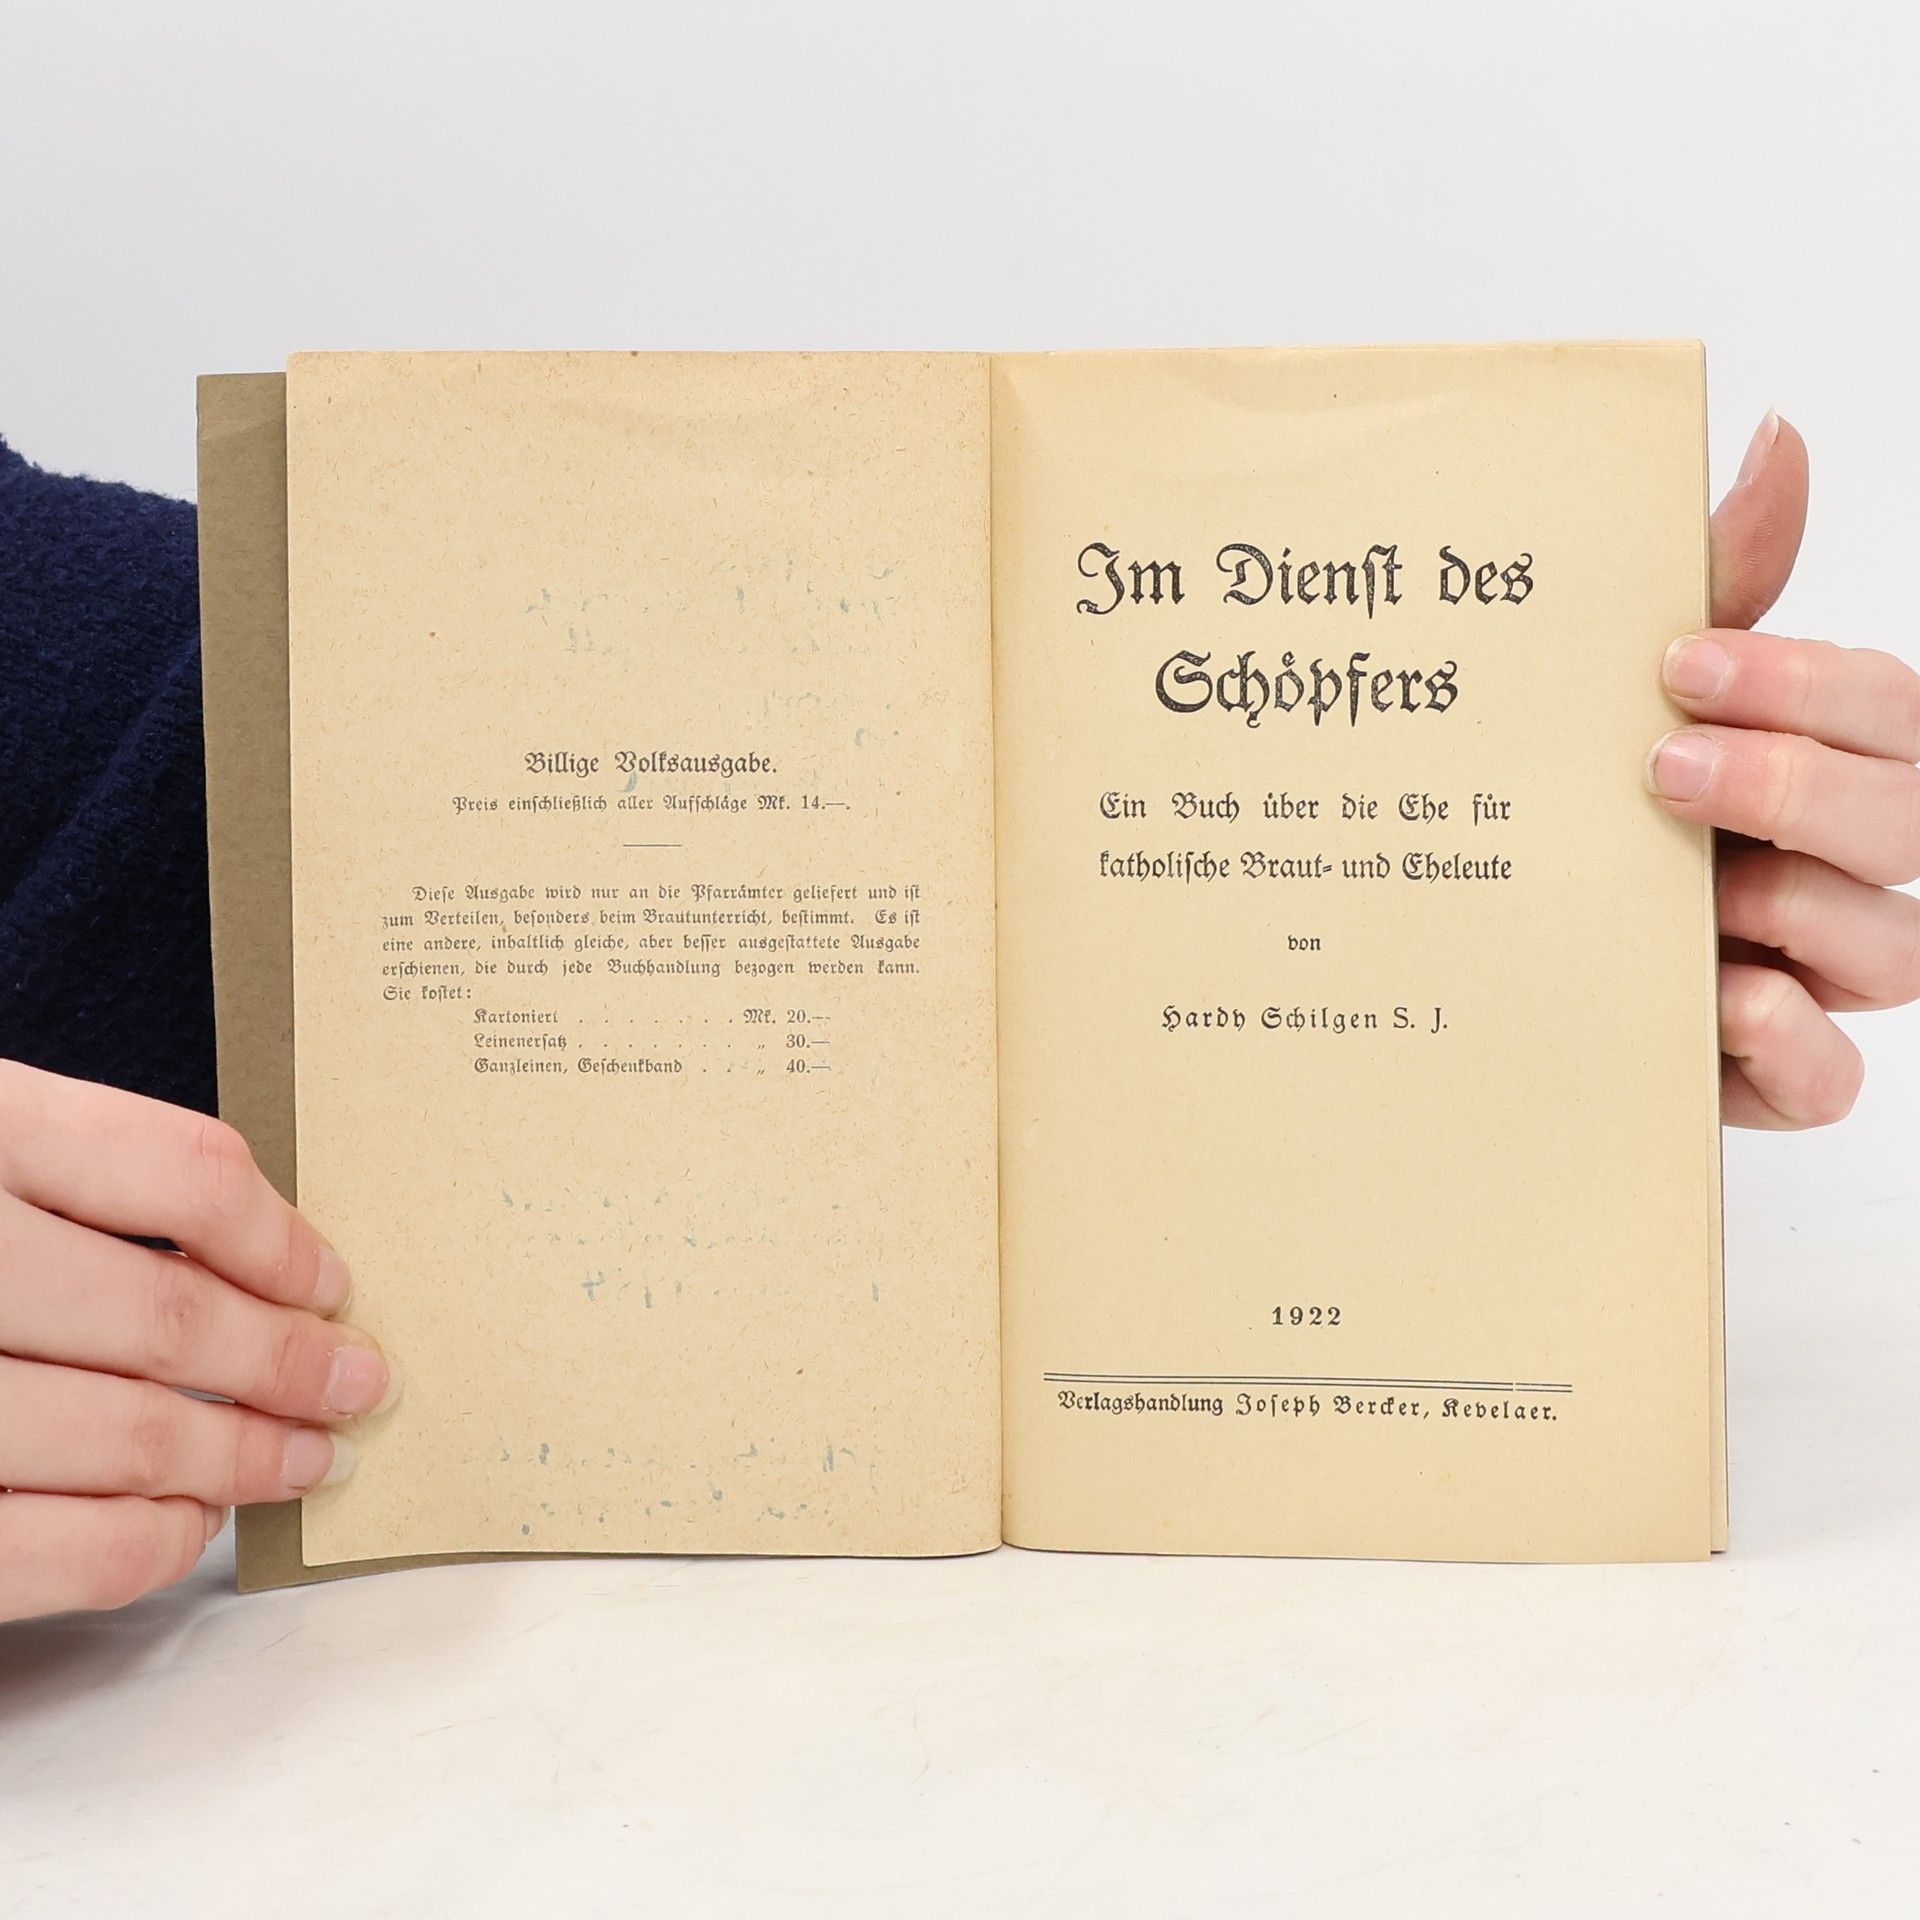 Billige Volksausgabe.
Preis einschließlich aller Aufschläge Mk. 14.—.
Diese Ausgabe wird nur an die Pfarrämter geliefert und ist
zum Verteilen, besonders beim Brautunterricht, bestimmt. Es ist
eine andere, inhaltlich gleiche, aber besser ausgestattete Ausgabe
erschienen, die durch jede Buchhandlung bezogen werden kann.
Sie kostet:
Kartoniert . . . . . . . Mk. 20.—
Leinenersatz . . . . . . . „ 30.—
Ganzleinen, Geschenkband . . „ 40.—
Im Dienst des
Schöpfers
Ein Buch über die Ehe für
katholische Braut- und Eheleute
von
Hardy Schilgen S. J.
1922
Verlagshandlung Joseph Bercker, Kevelaer.